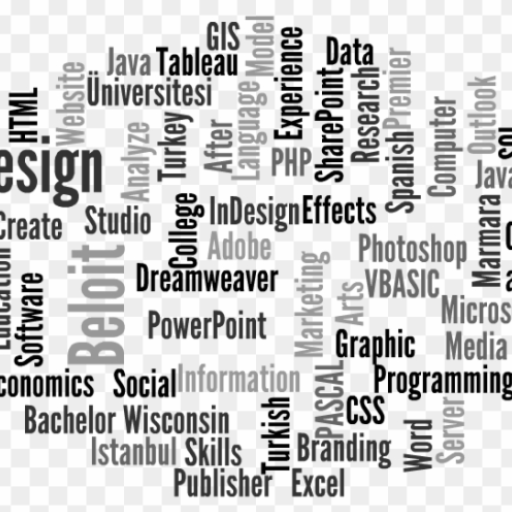 GIS
Model
Java Tableau
Experience
Data
Website
Üniversitesi
HTML
Language
SharePoint
Research
Premier
Outlook
Analyze
Turkey
After
PHP
Spanish
Computer
esign
Java
Create
Studio
College
InDesign
Effects
Marmara
Adobe
Photoshop
Beloit
Dreamweaver
VBASIC
Education
Software
Marketing
Arts
Micros
PowerPoint
Graphic
Media
conomics
Social
Information
PASCAL
Programming
Bachelor Wisconsin
Turkish
CSS
Word
Server
Istanbul Skills
Branding
Publisher
Excel